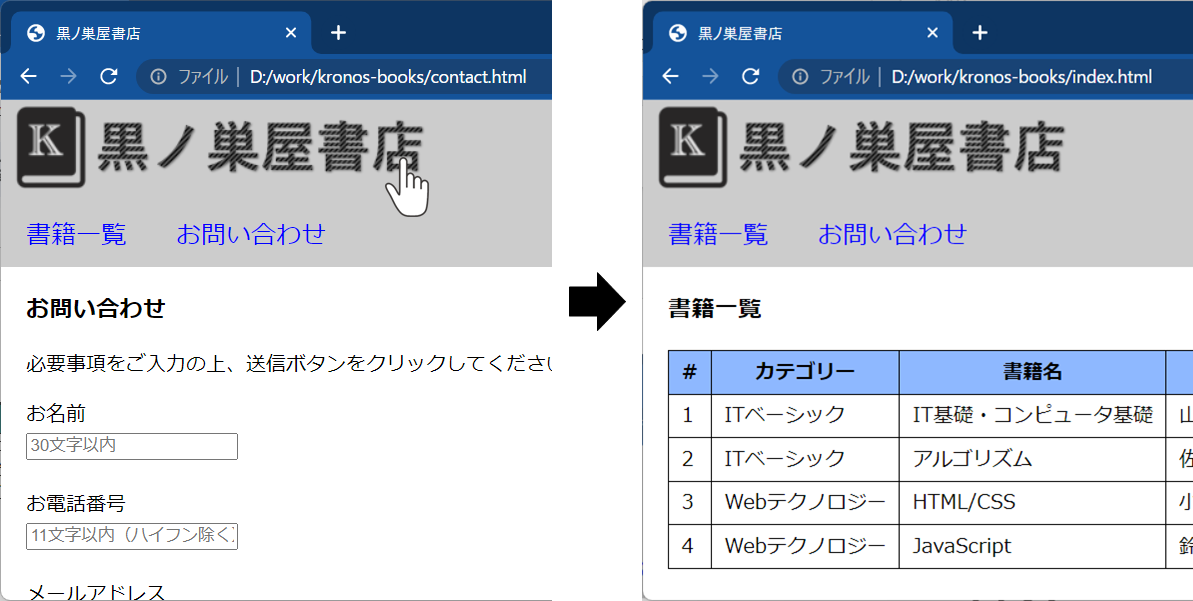 黒ノ巣屋書店
ファイル | D:/work/kronos-books/contact.html
K 黒ノ巣屋書店
書籍一覧 お問い合わせ
お問い合わせ
必要事項をご入力の上、送信ボタンをクリックしてくださ
お名前
30文字以内
お電話番号
11文字以内（ハイフン除く
メールアドレス
黒ノ巣屋書店
ファイル | D:/work/kronos-books/index.html
K 黒ノ巣屋書店
書籍一覧 お問い合わせ
書籍一覧
# カテゴリー 書籍名
1 ITベーシック IT基礎・コンピュータ基礎 山
2 ITベーシック アルゴリズム 佐
3 Webテクノロジー HTML/CSS 小
4 Webテクノロジー JavaScript 鈴